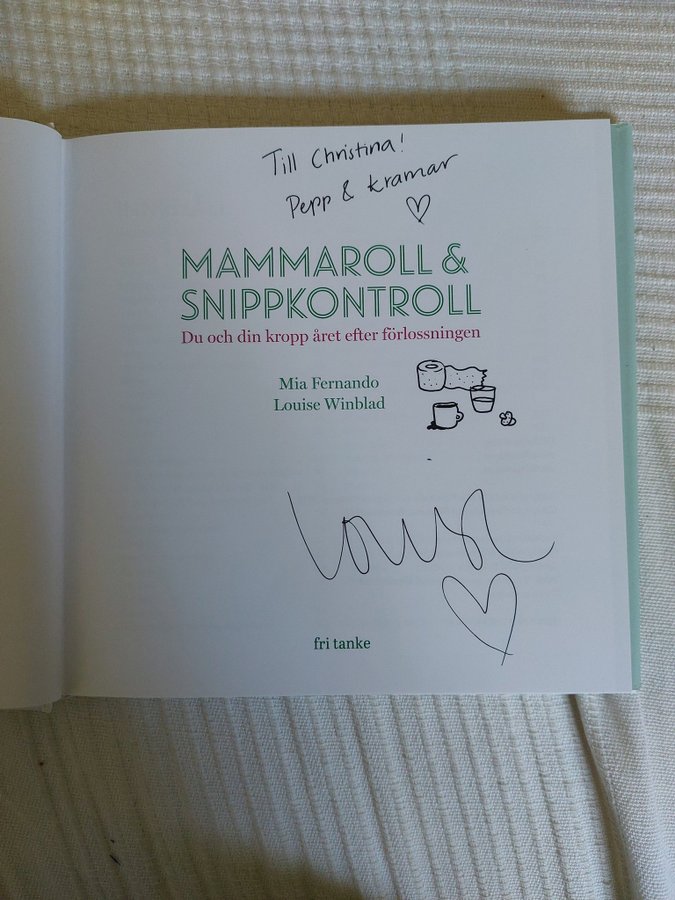 Till Christina!
Pepp & kramar
MAMMAROLL &
SNIPPKONTROLL
Du och din kropp året efter förlossningen
Mia Fernando
Louise Winblad
Louise
fri tanke